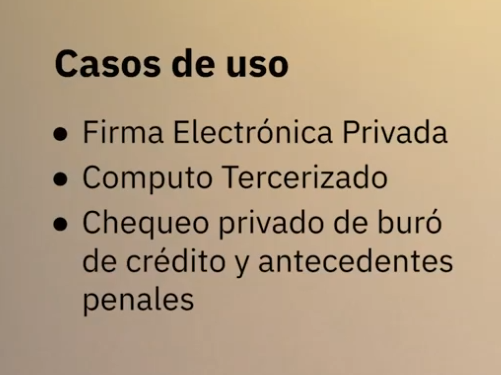 Casos de uso
● Firma Electrónica Privada
● Computo Tercerizado
● Chequeo privado de buró
de crédito y antecedentes
penales